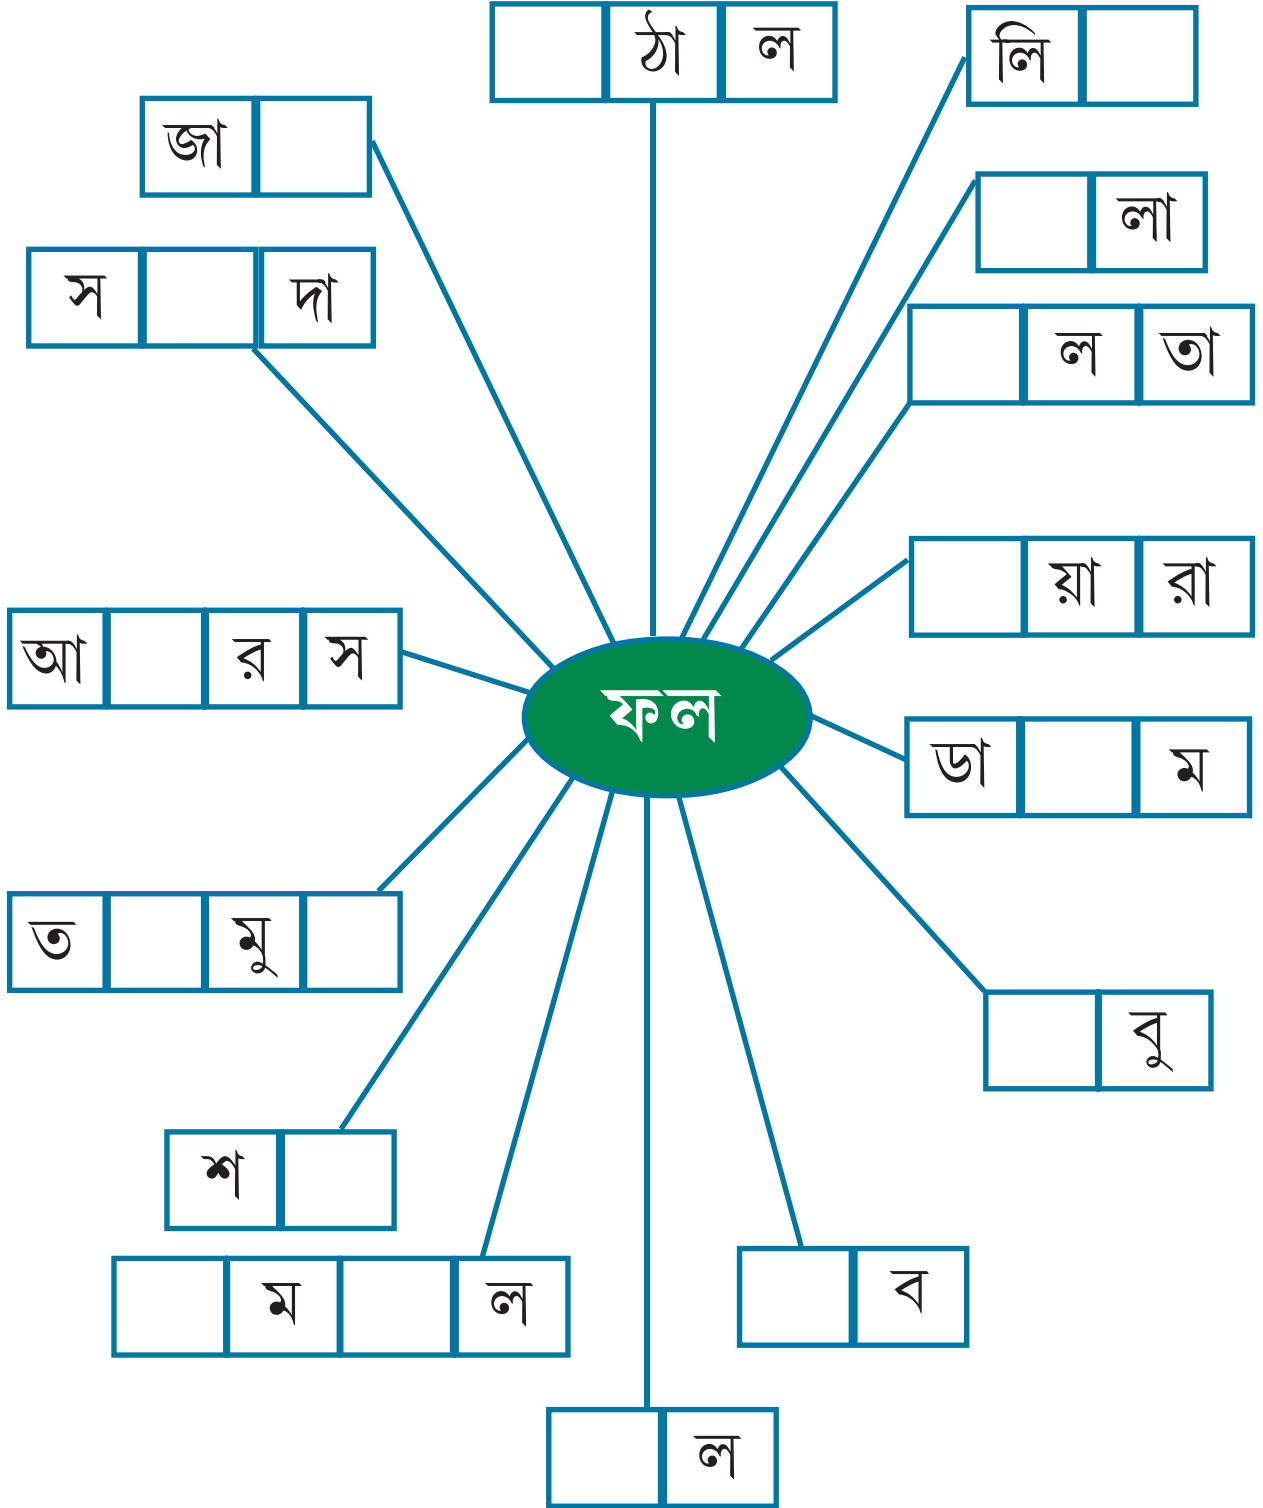 ঠা ল
লি
জা
লা
স দা
ল তা
য়া রা
আ র স
ফল
ডা ম
ত মু
বু
শ
ম ল
ব
ল